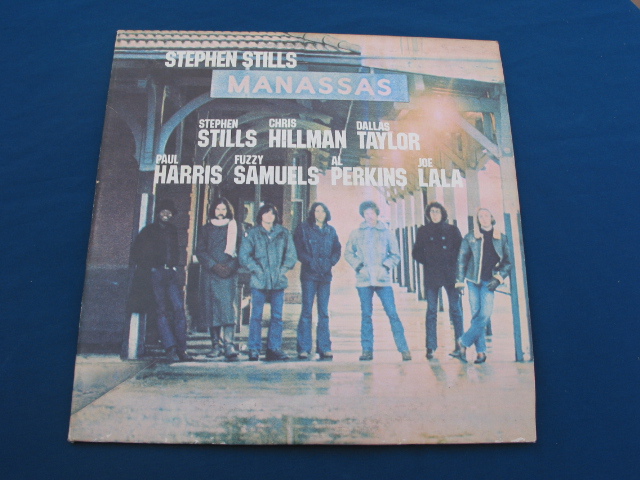 STEPHEN STILLS
MANASSAS
STEPHEN CHRIS DALLAS
STILLS HILLMAN TAYLOR
PAUL FUZZY AL JOE
HARRIS SAMUELS PERKINS LALA